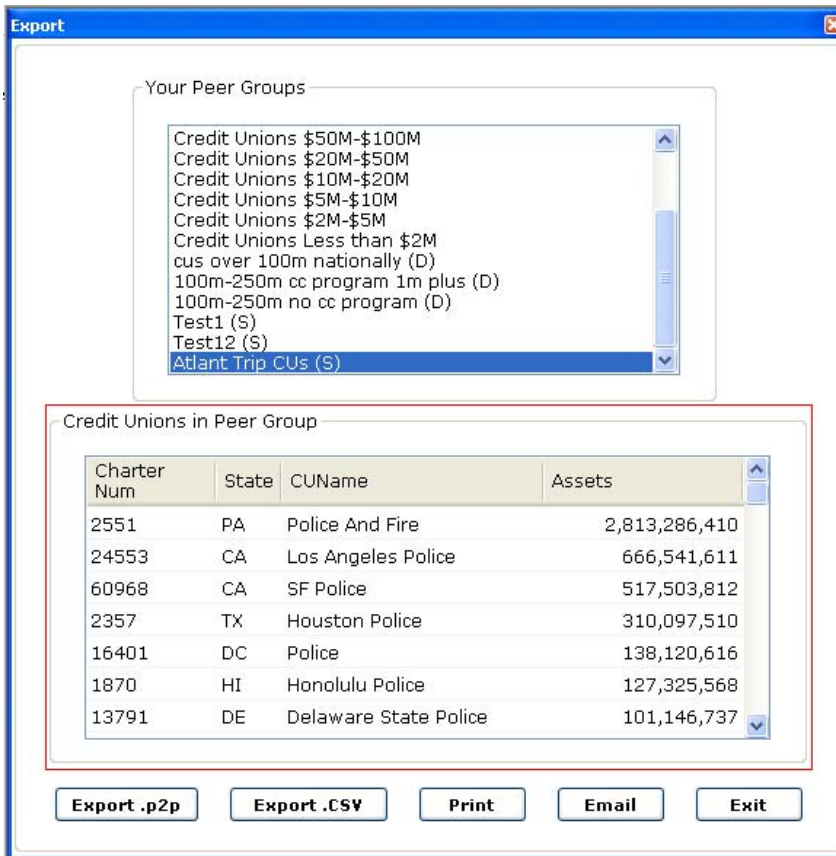 Export
Your Peer Groups
Credit Unions $50M-$100M
Credit Unions $20M-$50M
Credit Unions $10M-$20M
Credit Unions $5M-$10M
Credit Unions $2M-$5M
Credit Unions Less than $2M
cus over 100m nationally (D)
100m-250m cc program 1m plus (D)
100m-250m no cc program (D)
Test1 (S)
Test12 (S)
Atlant Trip CUs (S)
Credit Unions in Peer Group
Charter Num State CUName Assets
2551 PA Police And Fire 2,813,286,410
24553 CA Los Angeles Police 666,541,611
60968 CA SF Police 517,503,812
2357 TX Houston Police 310,097,510
16401 DC Police 138,120,616
1870 HI Honolulu Police 127,325,568
13791 DE Delaware State Police 101,146,737
Export .p2p Export .CSV Print Email Exit